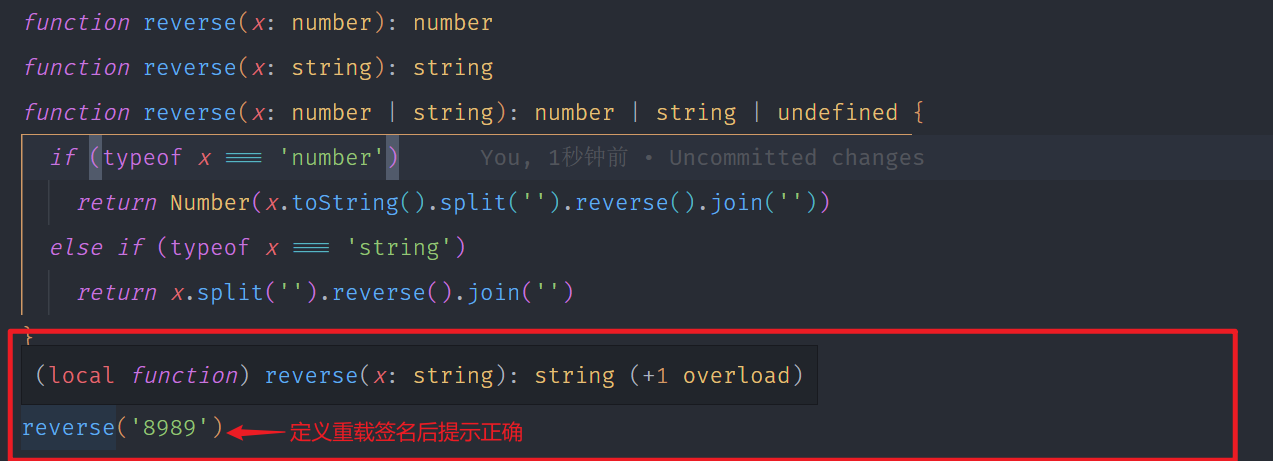 function reverse(x: number): number
function reverse(x: string): string
function reverse(x: number | string): number | string | undefined {
if (typeof x === 'number') You, 1秒钟前 • Uncommitted changes
return Number(x.toString().split('').reverse().join(''))
else if (typeof x === 'string')
return x.split('').reverse().join('')
}
(local function) reverse(x: string): string (+1 overload)
reverse('8989') 定义重载签名后提示正确